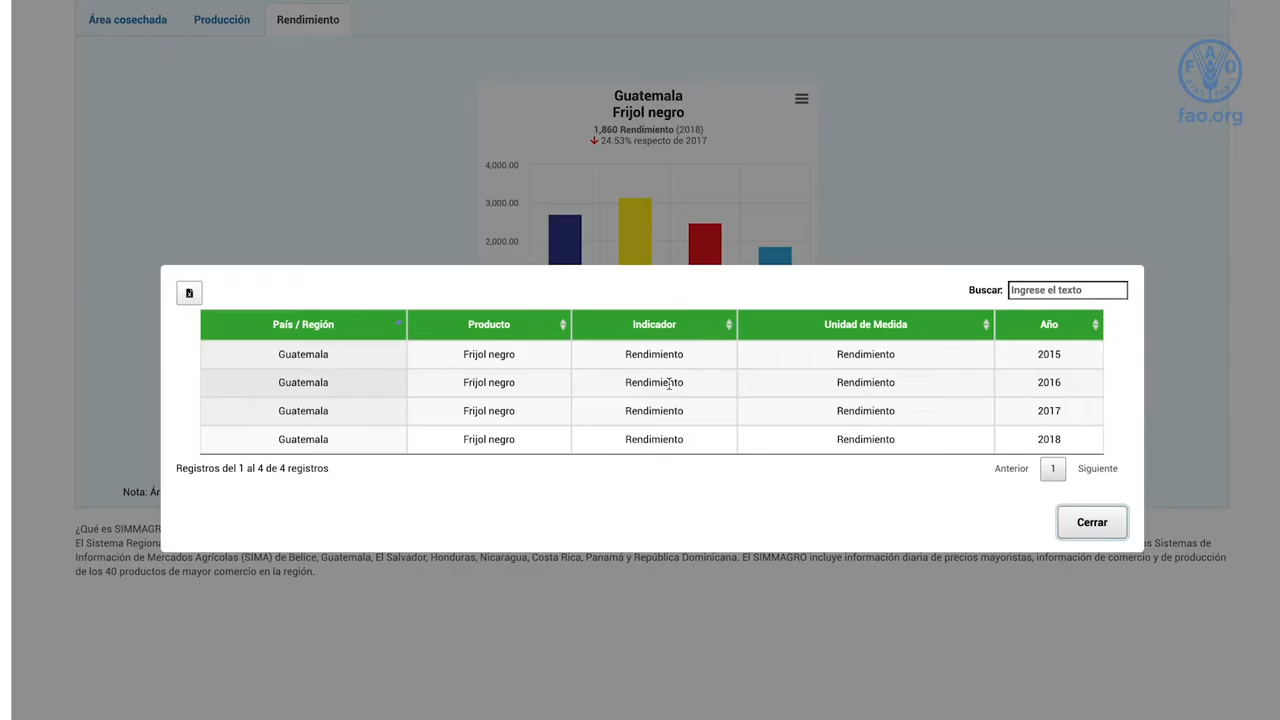 Área cosechada Producción Rendimiento
FAO
FIAT PANIS
fao.org
Guatemala
Frijol negro
1,860 Rendimiento (2018)
24.53% respecto de 2017
4,000.00
3,000.00
2,000.00
Buscar: Ingrese el texto
País / Región Producto Indicador Unidad de Medida Año
Guatemala Frijol negro Rendimiento Rendimiento 2015
Guatemala Frijol negro Rendimiento Rendimiento 2016
Guatemala Frijol negro Rendimiento Rendimiento 2017
Guatemala Frijol negro Rendimiento Rendimiento 2018
Registros del 1 al 4 de 4 registros Anterior 1 Siguiente
Nota:
Cerrar
¿Qué es SIMMAGR
El Sistema Regiona os Sistemas de
Información de Mercados Agrícolas (SIMA) de Belice, Guatemala, El Salvador, Honduras, Nicaragua, Costa Rica, Panamá y República Dominicana. El SIMMAGRO incluye información diaria de precios mayoristas, información de comercio y de producción
de los 40 productos de mayor comercio en la región.